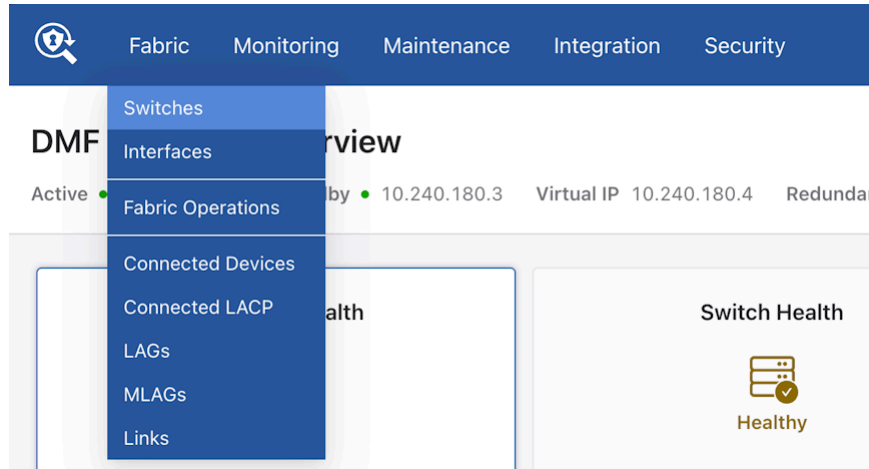 Fabric Monitoring Maintenance Integration Security
Switches
DMF rview
Interfaces
Active by 10.240.180.3 Virtual IP 10.240.180.4
Fabric Operations
Connected Devices
Connected LACP
alth Switch Health
LAGs
MLAGs
Healthy
Links